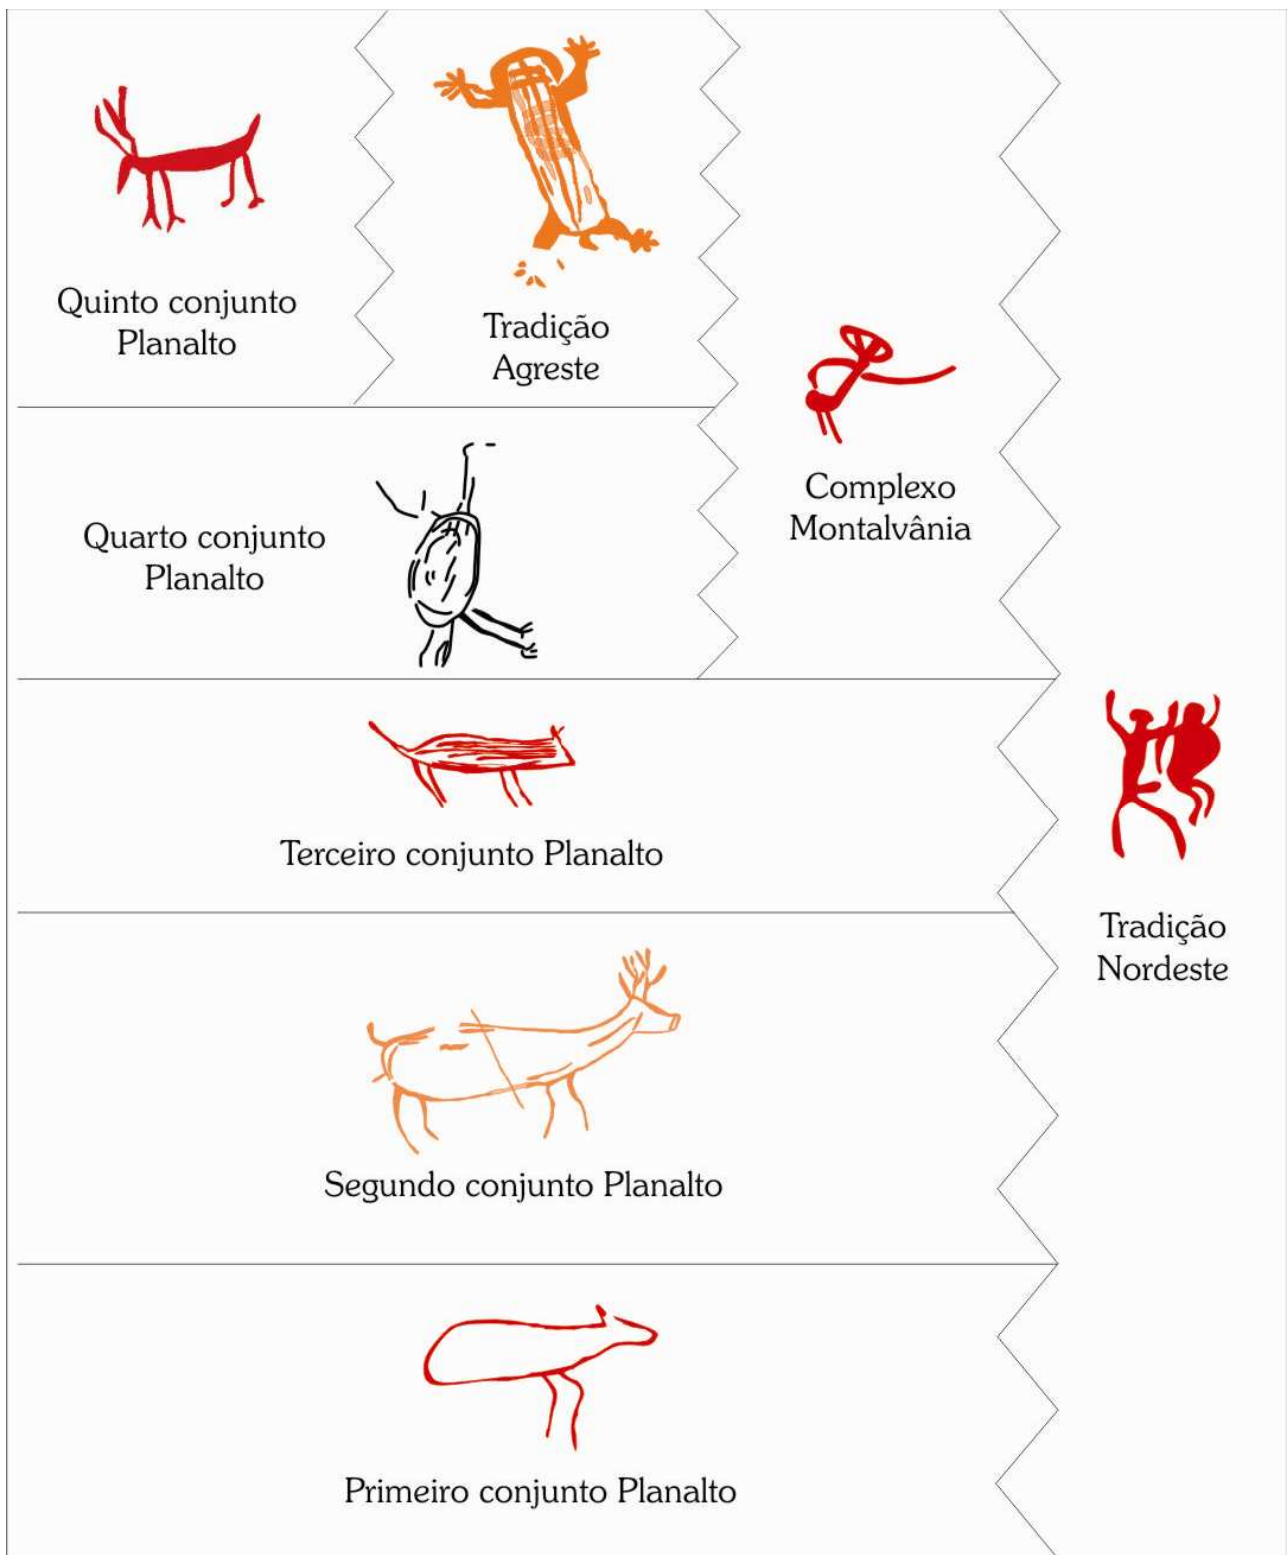 Quinto conjunto
Planalto
Tradição
Agreste
Complexo
Montalvânia
Quarto conjunto
Planalto
Terceiro conjunto Planalto
Tradição
Nordeste
Segundo conjunto Planalto
Primeiro conjunto Planalto